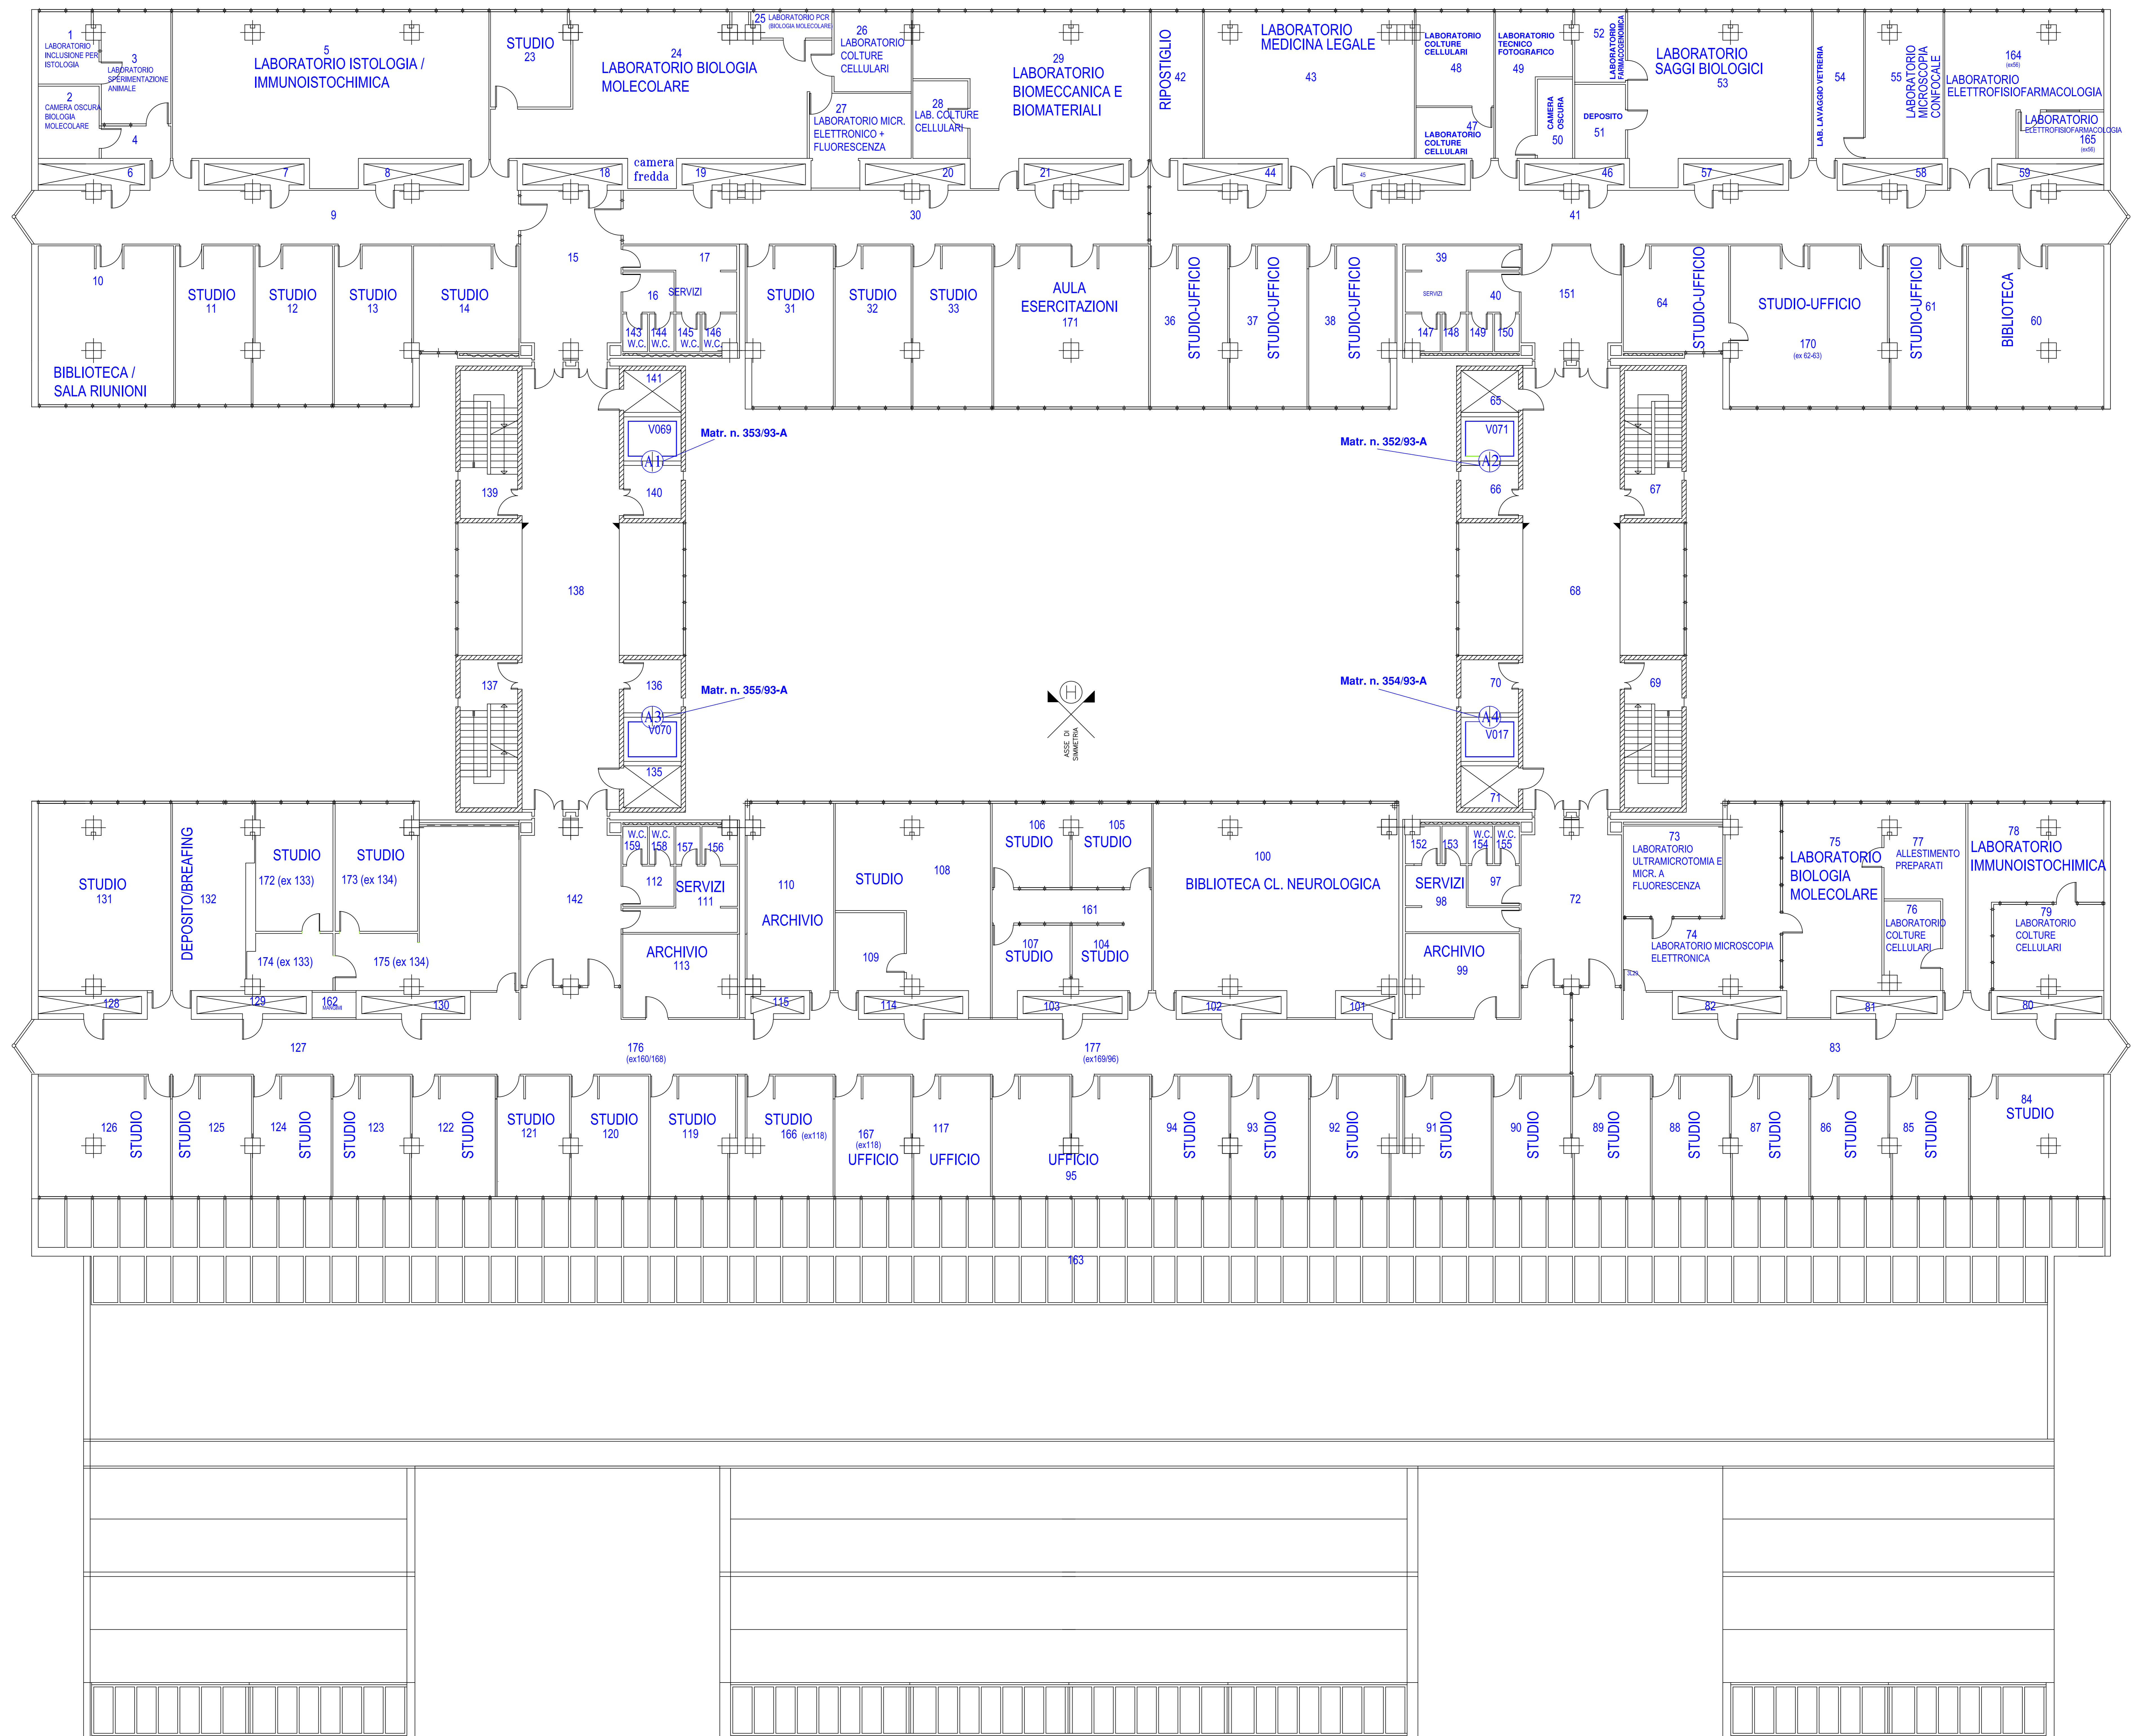 1
LABORATORIO
INCLUSIONE PER
ISTOLOGIA
3
LABORATORIO
SPERIMENTAZIONE
ANIMALE
2
CAMERA OSCURA
BIOLOGIA
MOLECOLARE
4
5
LABORATORIO ISTOLOGIA /
IMMUNOISTOCHIMICA
STUDIO
23
24
LABORATORIO BIOLOGIA
MOLECOLARE
25
LABORATORIO PCR
(BIOLOGIA MOLECOLARE)
26
LABORATORIO
COLTURE
CELLULARI
27
LABORATORIO MICR.
ELETTRONICO +
FLUORESCENZA
28
LAB. COLTURE
CELLULARI
29
LABORATORIO
BIOMECCANICA E
BIOMATERIALI
RIPOSTIGLIO
42
LABORATORIO
MEDICINA LEGALE
43
LABORATORIO
COLTURE
CELLULARI
48
47
LABORATORIO
COLTURE
CELLULARI
LABORATORIO
TECNICO
FOTOGRAFICO
49
CAMERA
OSCURA
50
52
LABORATORIO
FARMACOGENOMICA
DEPOSITO
51
LABORATORIO
SAGGI BIOLOGICI
53
LAB. LAVAGGIO VETRERIA
54
55
LABORATORIO
MICROSCOPIA
CONFOCALE
164
(ex56)
LABORATORIO
ELETTROFISIOFARMACOLOGIA
LABORATORIO
ELETTROFISIOFARMACOLOGIA
165
(ex56)
6
7
8
18
camera
fredda
19
20
21
44
45
46
57
58
59
9
30
41
10
BIBLIOTECA /
SALA RIUNIONI
STUDIO
11
STUDIO
12
STUDIO
13
STUDIO
14
15
17
16
SERVIZI
143
W.C.
144
W.C.
145
W.C.
146
W.C.
STUDIO
31
STUDIO
32
STUDIO
33
AULA
ESERCITAZIONI
171
36
STUDIO-UFFICIO
37
STUDIO-UFFICIO
38
STUDIO-UFFICIO
39
SERVIZI
40
147
148
149
150
151
64
STUDIO-UFFICIO
STUDIO-UFFICIO
170
(ex 62-63)
STUDIO-UFFICIO
61
BIBLIOTECA
60
141
V069
A1
Matr. n. 353/93-A
139
140
65
V071
A2
Matr. n. 352/93-A
66
67
138
68
137
136
Matr. n. 355/93-A
A3
V070
135
H
ASSE DI
SIMMETRIA
Matr. n. 354/93-A
70
69
A4
V017
71
STUDIO
131
DEPOSITO/BREAFING
132
STUDIO
172 (ex 133)
STUDIO
173 (ex 134)
174 (ex 133)
175 (ex 134)
142
W.C.
159
W.C.
158
157
156
112
SERVIZI
111
ARCHIVIO
113
110
ARCHIVIO
STUDIO
108
109
106
STUDIO
105
STUDIO
161
107
STUDIO
104
STUDIO
100
BIBLIOTECA CL. NEUROLOGICA
152
153
W.C.
154
W.C.
155
SERVIZI
98
97
ARCHIVIO
99
72
73
LABORATORIO
ULTRAMICROTOMIA E
MICR. A
FLUORESCENZA
74
LABORATORIO MICROSCOPIA
ELETTRONICA
75
LABORATORIO
BIOLOGIA
MOLECOLARE
77
ALLESTIMENTO
PREPARATI
76
LABORATORIO
COLTURE
CELLULARI
78
LABORATORIO
IMMUNOISTOCHIMICA
79
LABORATORIO
COLTURE
CELLULARI
128
129
162
130
115
114
103
102
101
82
81
80
127
176
(ex160/168)
177
(ex169/96)
83
126
STUDIO
STUDIO
125
124
STUDIO
STUDIO
123
122
STUDIO
STUDIO
121
STUDIO
120
STUDIO
119
STUDIO
166 (ex118)
167
(ex118)
UFFICIO
117
UFFICIO
UFFICIO
95
94
STUDIO
93
STUDIO
92
STUDIO
91
STUDIO
90
STUDIO
89
STUDIO
88
STUDIO
87
STUDIO
86
STUDIO
85
STUDIO
84
STUDIO
163